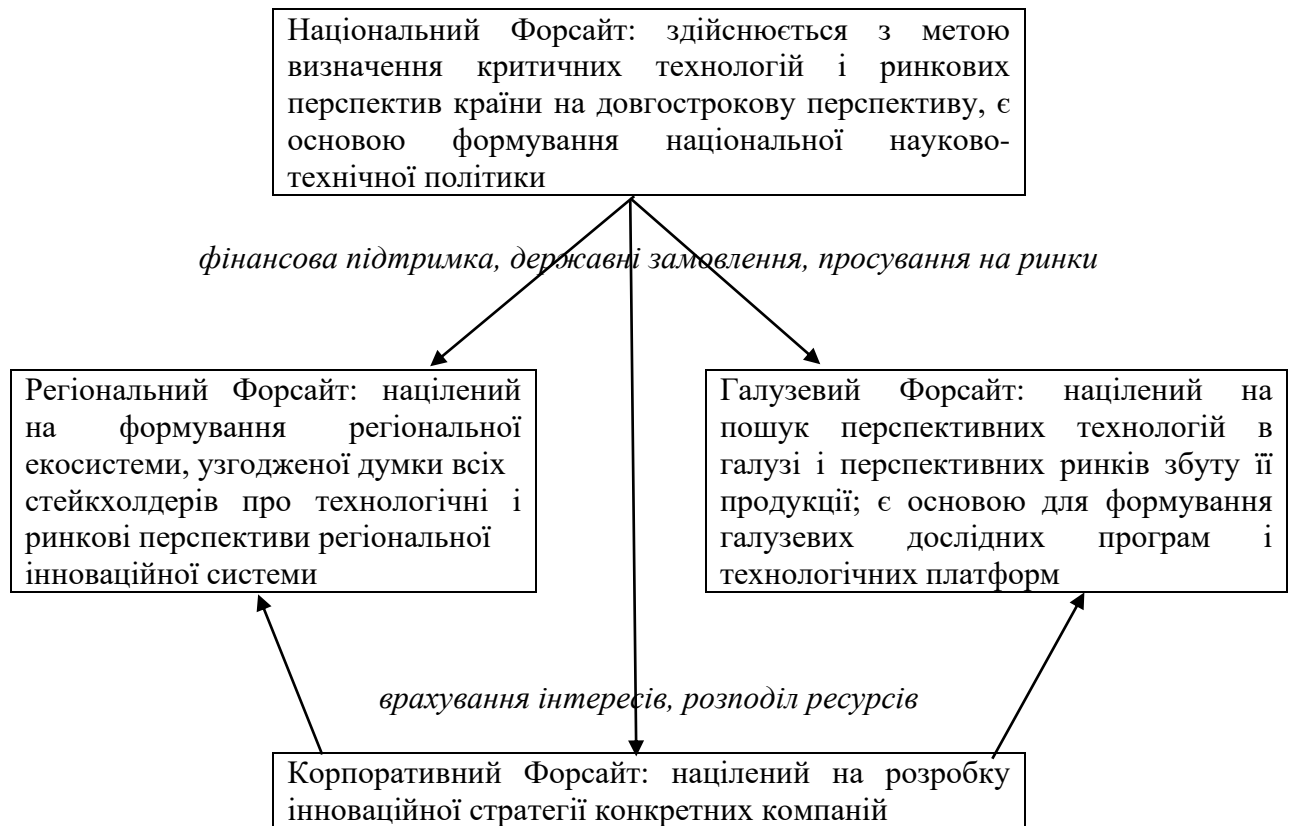 Національний Форсайт: здійснюється з метою
визначення критичних технологій і ринкових
перспектив країни на довгострокову перспективу, є
основою формування національної науково-
технічної політики
фінансова підтримка, державні замовлення, просування на ринки
Регіональний Форсайт: націлений
на формування регіональної
екосистеми, узгодженої думки всіх
стейкхолдерів про технологічні і
ринкові перспективи регіональної
інноваційної системи
Галузевий Форсайт: націлений на
пошук перспективних технологій в
галузі і перспективних ринків збуту її
продукції; є основою для формування
галузевих дослідних програм і
технологічних платформ
врахування інтересів, розподіл ресурсів
Корпоративний Форсайт: націлений на розробку
інноваційної стратегії конкретних компаній